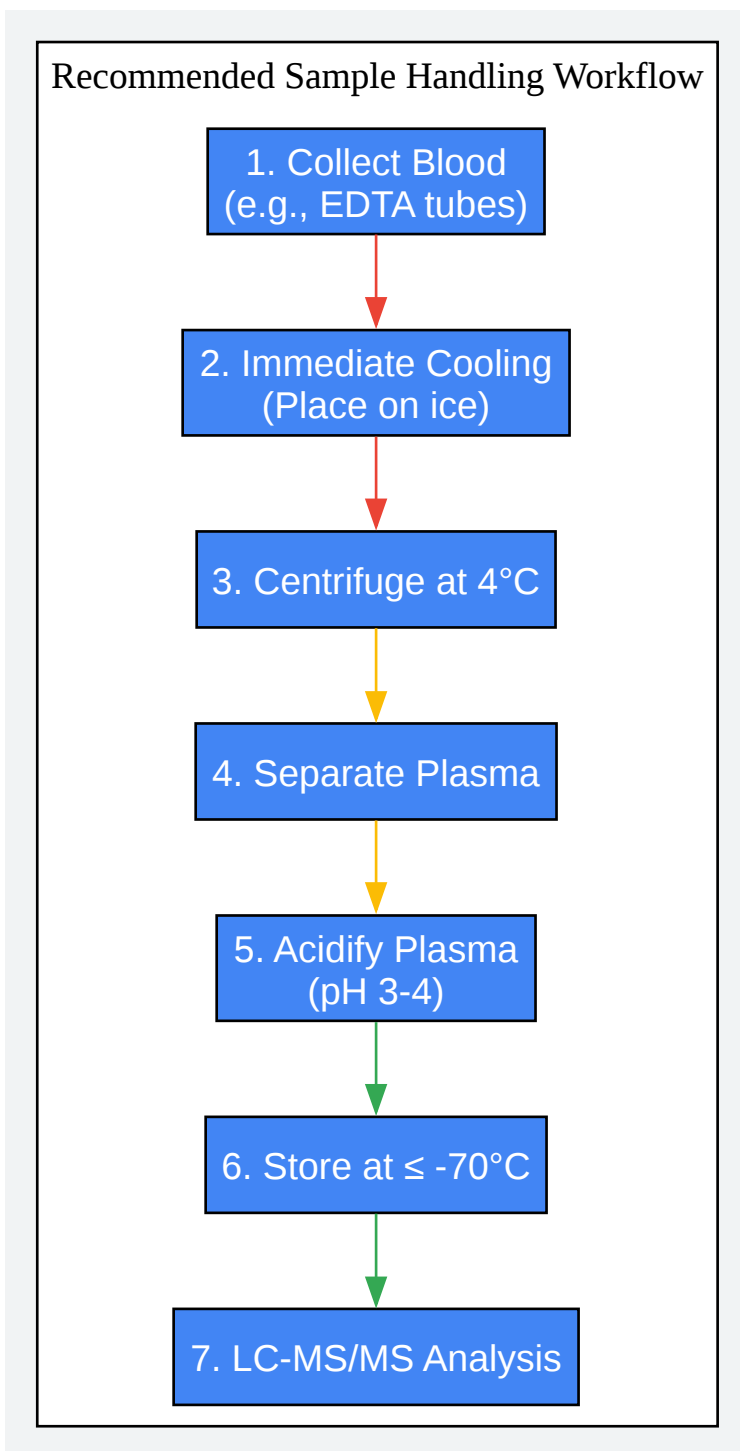 Recommended Sample Handling Workflow
1. Collect Blood
(e.g., EDTA tubes)
2. Immediate Cooling
(Place on ice)
3. Centrifuge at 4°C
4. Separate Plasma
5. Acidify Plasma
(pH 3-4)
6. Store at ≤ -70°C
7. LC-MS/MS Analysis